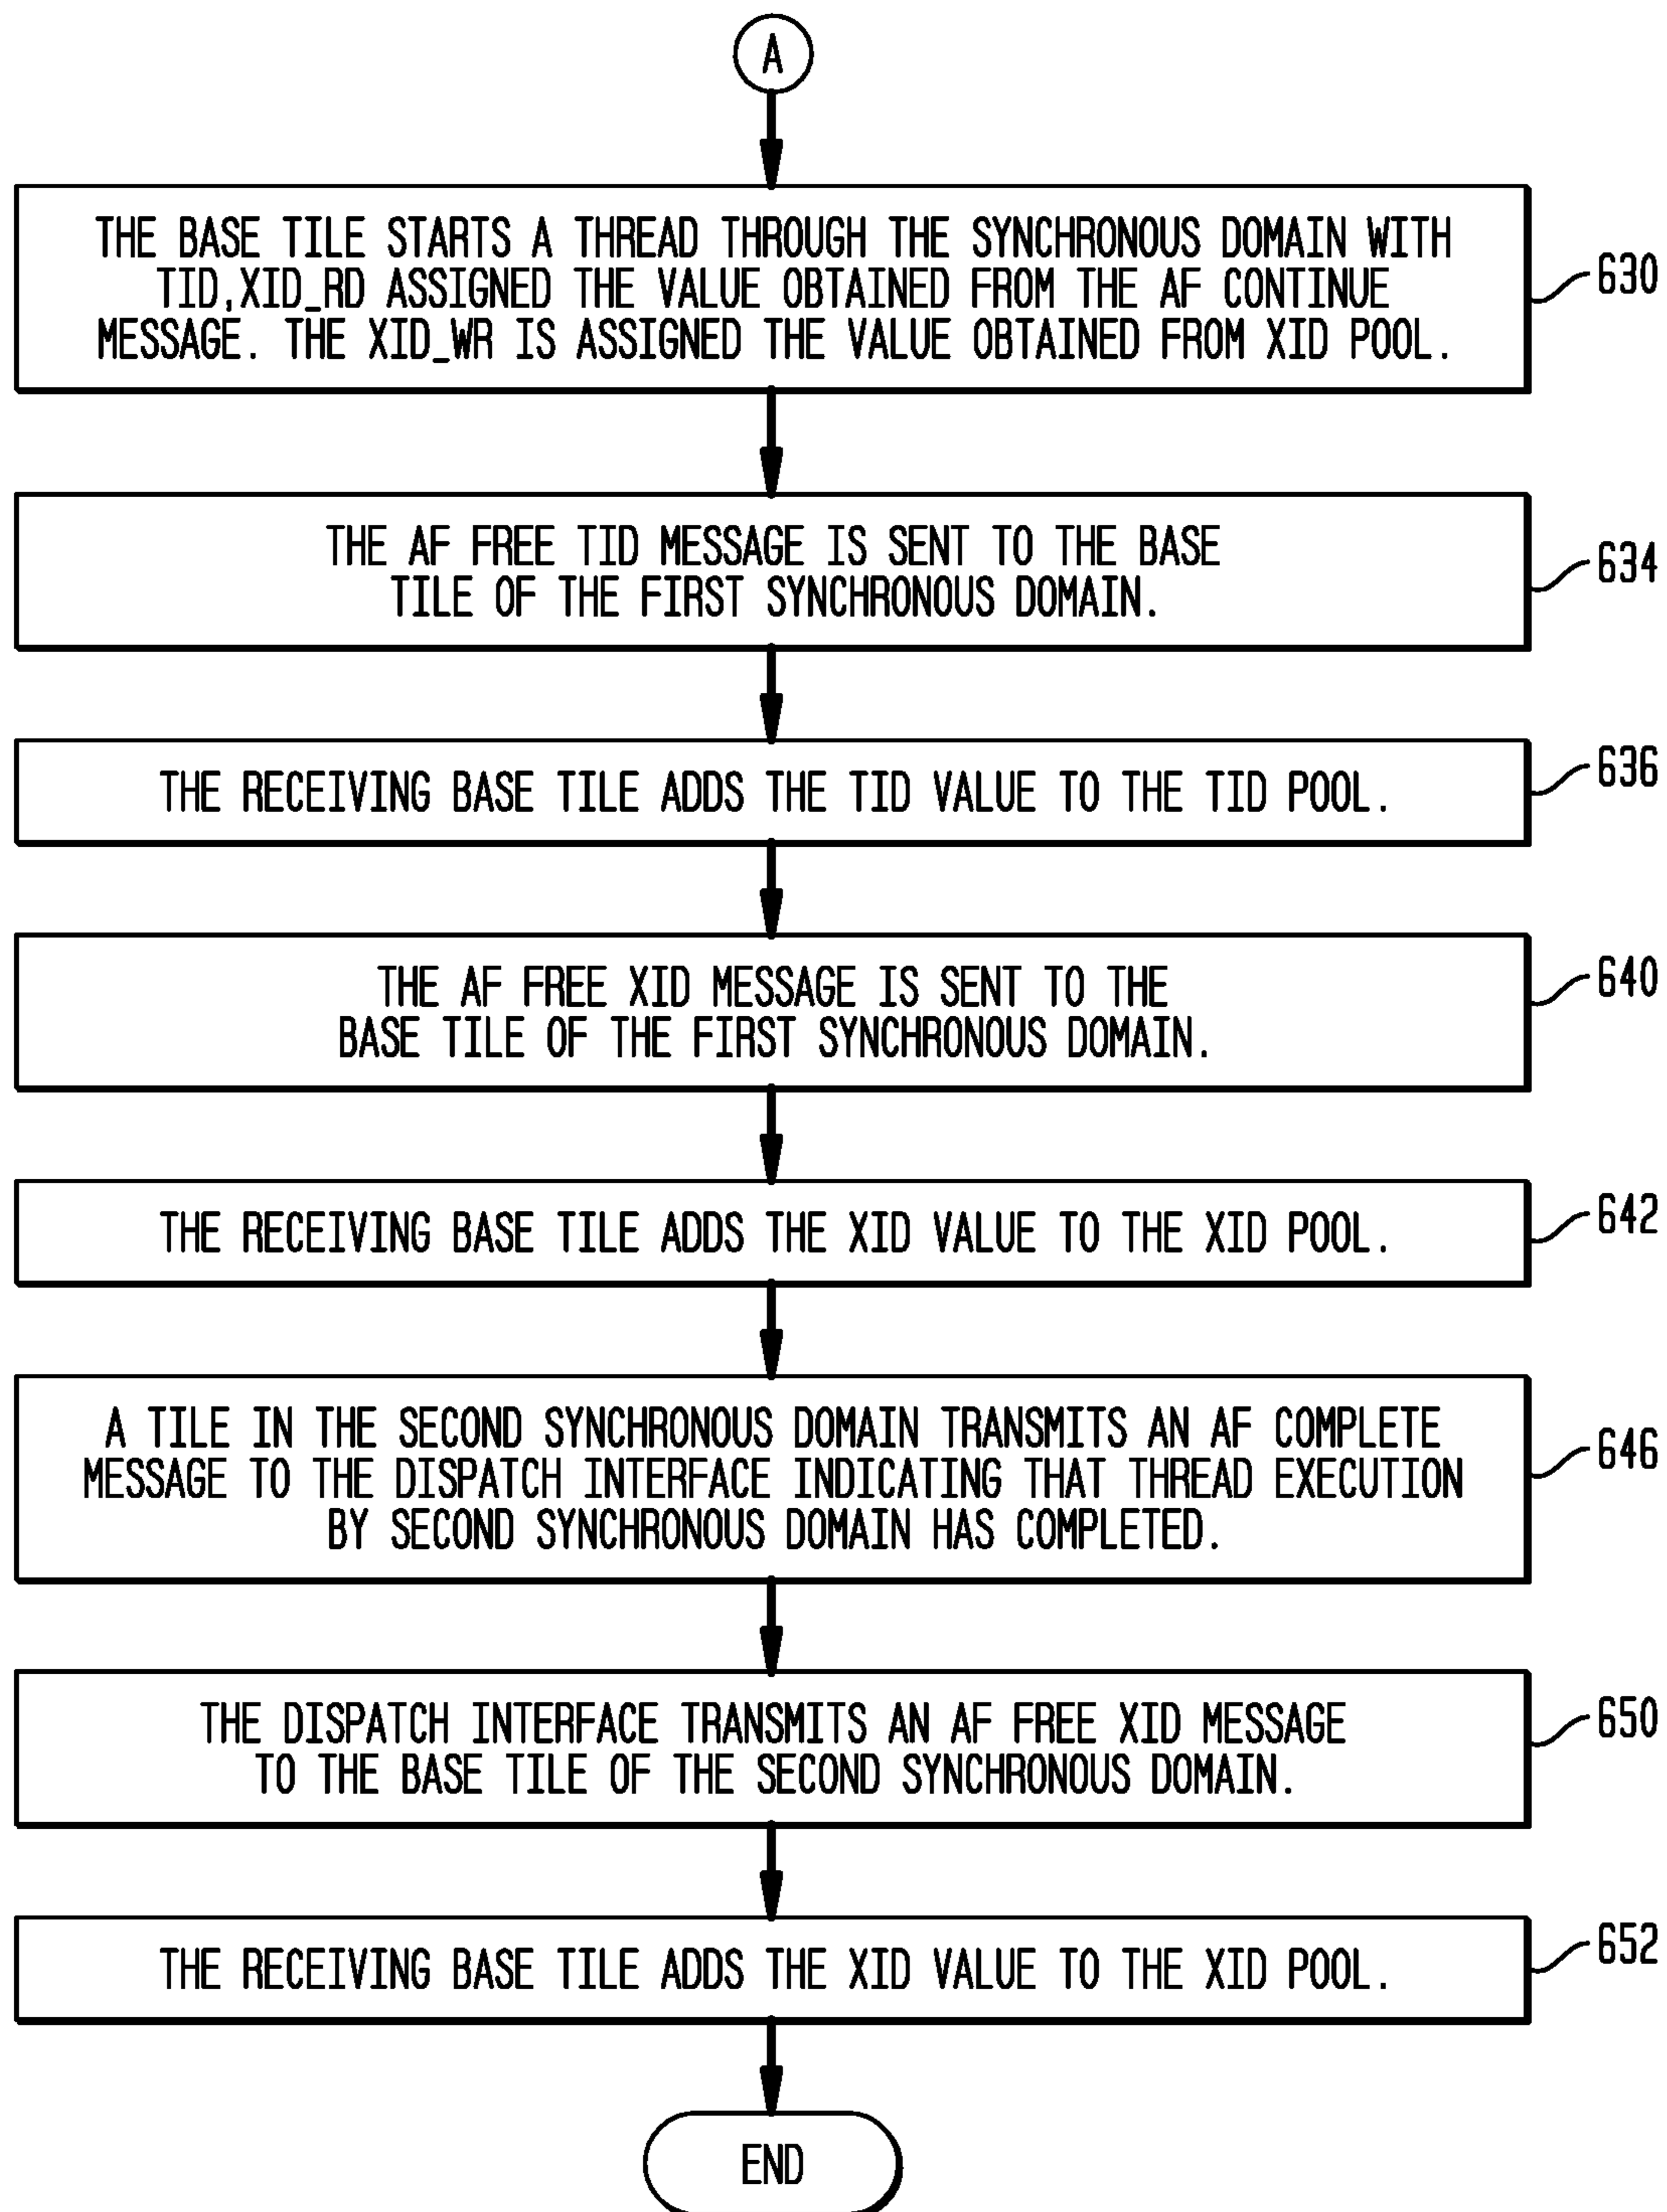 A
THE BASE TILE STARTS A THREAD THROUGH THE SYNCHRONOUS DOMAIN WITH
TID,XID_RD ASSIGNED THE VALUE OBTAINED FROM THE AF CONTINUE
MESSAGE. THE XID_WR IS ASSIGNED THE VALUE OBTAINED FROM XID POOL.
630
THE AF FREE TID MESSAGE IS SENT TO THE BASE
TILE OF THE FIRST SYNCHRONOUS DOMAIN.
634
THE RECEIVING BASE TILE ADDS THE TID VALUE TO THE TID POOL.
636
THE AF FREE XID MESSAGE IS SENT TO THE
BASE TILE OF THE FIRST SYNCHRONOUS DOMAIN.
640
THE RECEIVING BASE TILE ADDS THE XID VALUE TO THE XID POOL.
642
A TILE IN THE SECOND SYNCHRONOUS DOMAIN TRANSMITS AN AF COMPLETE
MESSAGE TO THE DISPATCH INTERFACE INDICATING THAT THREAD EXECUTION
BY SECOND SYNCHRONOUS DOMAIN HAS COMPLETED.
646
THE DISPATCH INTERFACE TRANSMITS AN AF FREE XID MESSAGE
TO THE BASE TILE OF THE SECOND SYNCHRONOUS DOMAIN.
650
THE RECEIVING BASE TILE ADDS THE XID VALUE TO THE XID POOL.
652
END